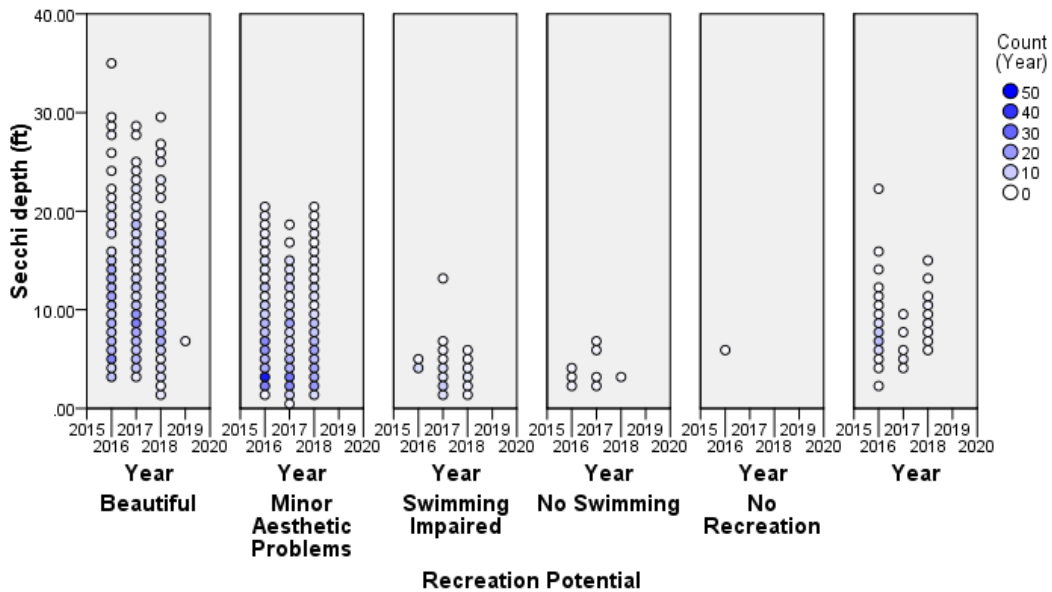 40.00
30.00
20.00
10.00
.00
Secchi depth (ft)
Count
(Year)
50
40
30
20
10
0
2015 2017 2019
2016 2018 2020
2015 2017 2019
2016 2018 2020
2015 2017 2019
2016 2018 2020
2015 2017 2019
2016 2018 2020
2015 2017 2019
2016 2018 2020
2015 2017 2019
2016 2018 2020
Year
Year
Year
Year
Year
Year
Beautiful
Minor
Aesthetic
Problems
Swimming
Impaired
No Swimming
No
Recreation
Recreation Potential